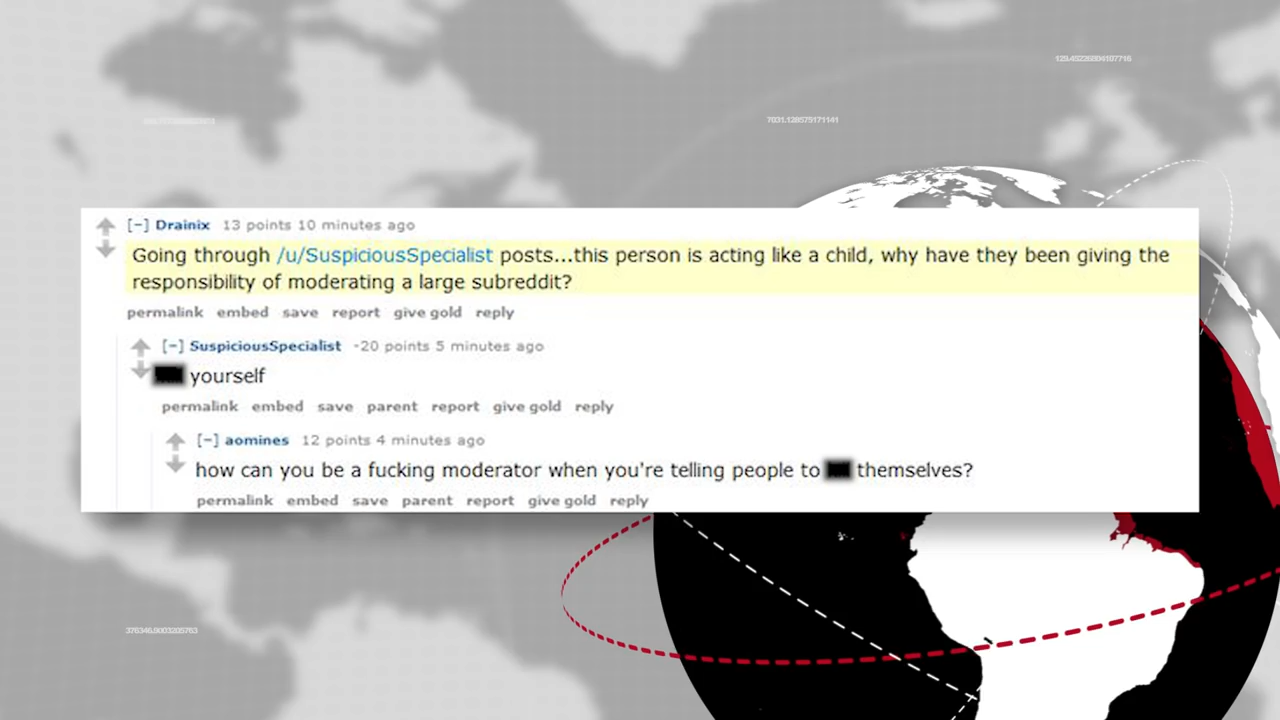 129.49226804107716
7031.128575171141
[–] Drainix 13 points 10 minutes ago
Going through /u/SuspiciousSpecialist posts...this person is acting like a child, why have they been giving the
responsibility of moderating a large subreddit?
permalink embed save report give gold reply
[–] SuspiciousSpecialist -20 points 5 minutes ago
yourself
permalink embed save parent report give gold reply
[–] aomines 12 points 4 minutes ago
how can you be a fucking moderator when you're telling people to themselves?
permalink embed save parent report give gold reply